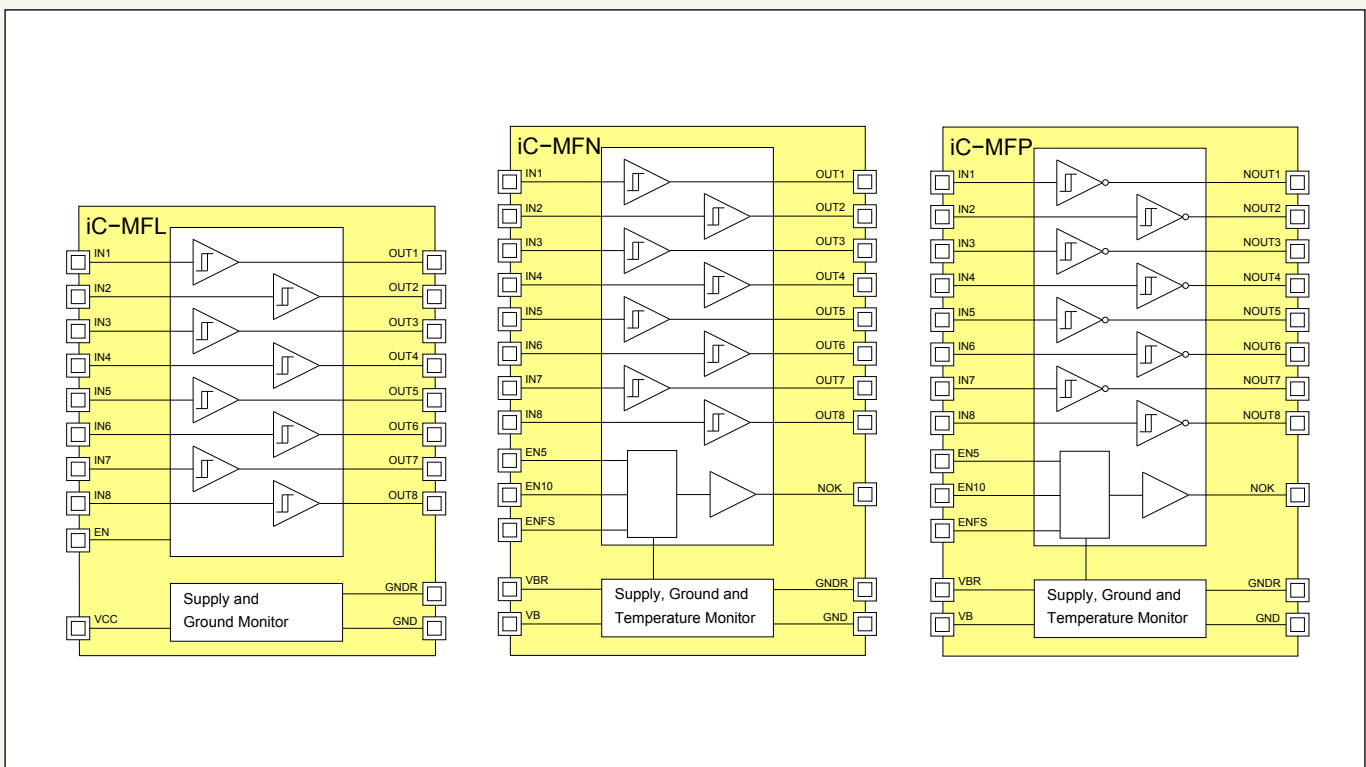 iC−MFL
IN1
OUT1
IN2
OUT2
IN3
OUT3
IN4
OUT4
IN5
OUT5
IN6
OUT6
IN7
OUT7
IN8
OUT8
EN
Supply and
Ground Monitor
GNDR
VCC
GND
iC−MFN
IN1
OUT1
IN2
OUT2
IN3
OUT3
IN4
OUT4
IN5
OUT5
IN6
OUT6
IN7
OUT7
IN8
OUT8
EN5
EN10
NOK
ENFS
VBR
Supply, Ground and
Temperature Monitor
GNDR
VB
GND
iC−MFP
IN1
NOUT1
IN2
NOUT2
IN3
NOUT3
IN4
NOUT4
IN5
NOUT5
IN6
NOUT6
IN7
NOUT7
IN8
NOUT8
EN5
EN10
NOK
ENFS
VBR
Supply, Ground and
Temperature Monitor
GNDR
VB
GND